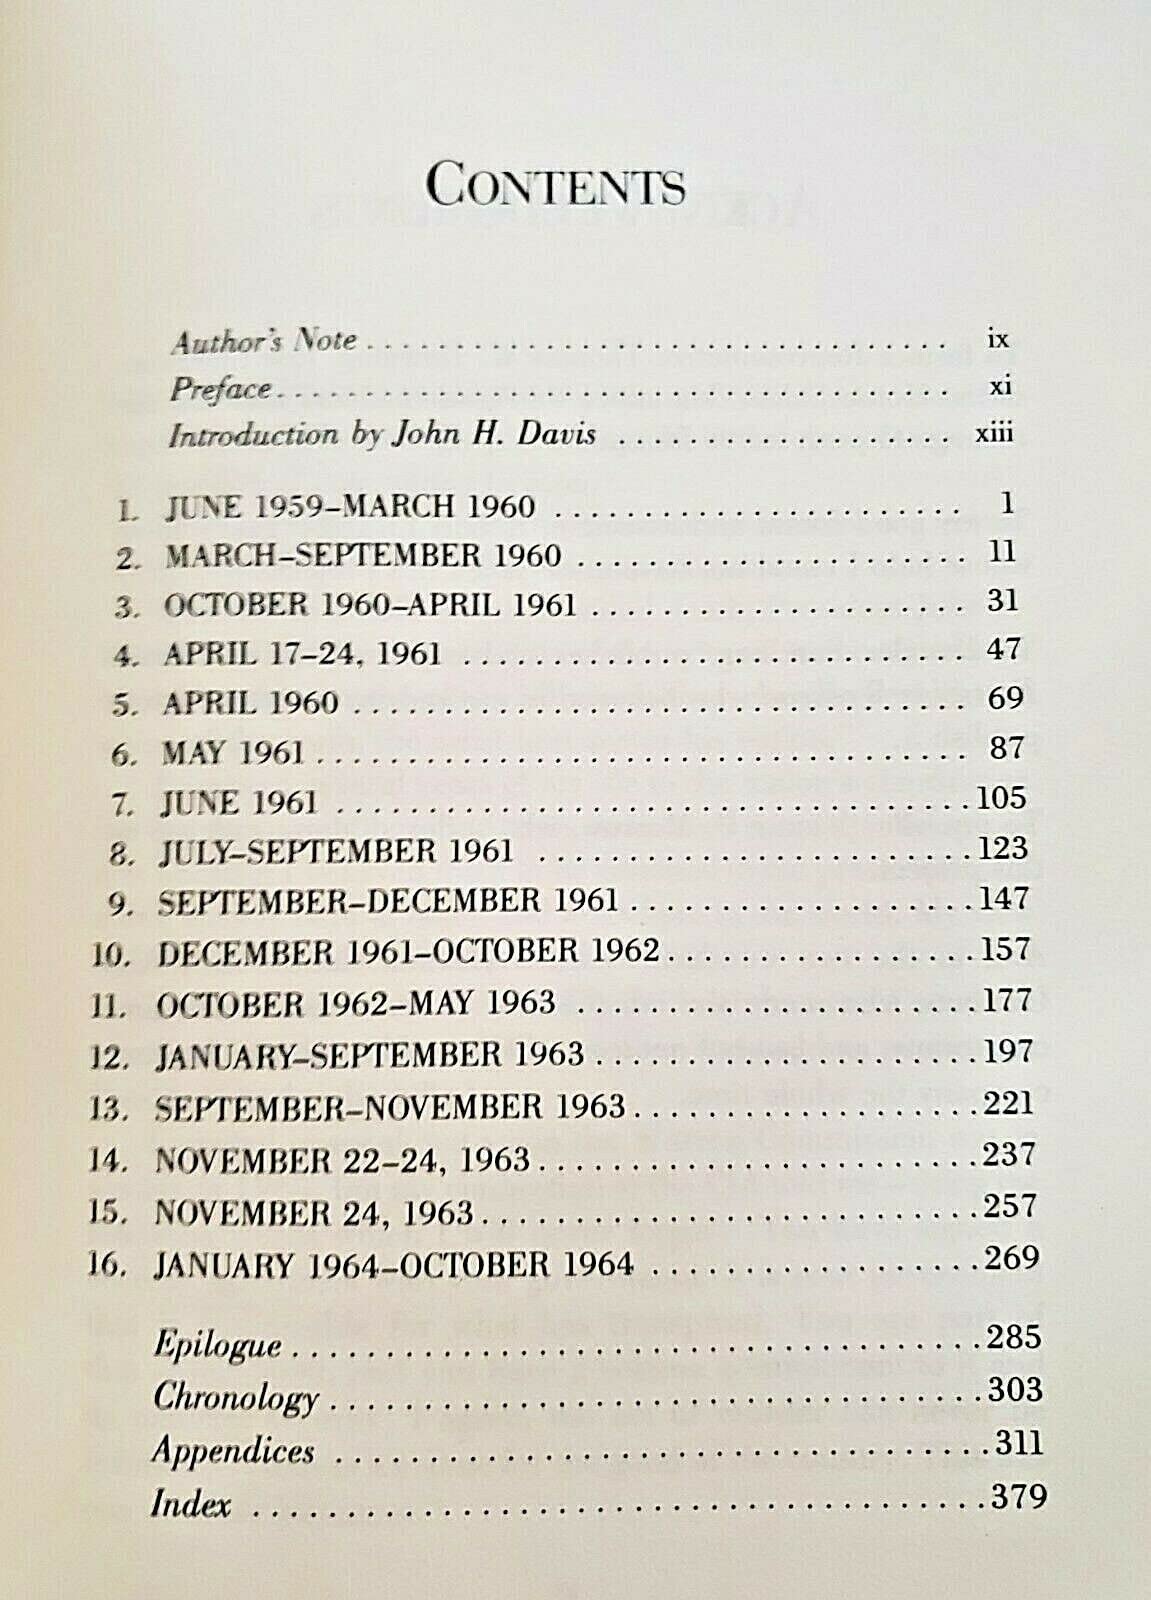 CONTENTS
Author's Note . . . . . . . . . . . . . . . . . . . . . . . . . . . . . . . . ix
Preface . . . . . . . . . . . . . . . . . . . . . . . . . . . . . . . . . . . . . xi
Introduction by John H. Davis . . . . . . . . . . . . . . . . . . xiii
1. JUNE 1959–MARCH 1960 . . . . . . . . . . . . . . . . . . . . . . 1
2. MARCH–SEPTEMBER 1960 . . . . . . . . . . . . . . . . . . . . . 11
3. OCTOBER 1960–APRIL 1961 . . . . . . . . . . . . . . . . . . . . 31
4. APRIL 17–24, 1961 . . . . . . . . . . . . . . . . . . . . . . . . . . . 47
5. APRIL 1960 . . . . . . . . . . . . . . . . . . . . . . . . . . . . . . . . . 69
6. MAY 1961 . . . . . . . . . . . . . . . . . . . . . . . . . . . . . . . . . . . 87
7. JUNE 1961 . . . . . . . . . . . . . . . . . . . . . . . . . . . . . . . . . . 105
8. JULY–SEPTEMBER 1961 . . . . . . . . . . . . . . . . . . . . . . . 123
9. SEPTEMBER–DECEMBER 1961 . . . . . . . . . . . . . . . . . . . 147
10. DECEMBER 1961–OCTOBER 1962 . . . . . . . . . . . . . . . . . 157
11. OCTOBER 1962–MAY 1963 . . . . . . . . . . . . . . . . . . . . . 177
12. JANUARY–SEPTEMBER 1963 . . . . . . . . . . . . . . . . . . . . 197
13. SEPTEMBER–NOVEMBER 1963 . . . . . . . . . . . . . . . . . . . 221
14. NOVEMBER 22–24, 1963 . . . . . . . . . . . . . . . . . . . . . . . . 237
15. NOVEMBER 24, 1963 . . . . . . . . . . . . . . . . . . . . . . . . . . . 257
16. JANUARY 1964–OCTOBER 1964 . . . . . . . . . . . . . . . . . . 269
Epilogue . . . . . . . . . . . . . . . . . . . . . . . . . . . . . . . . . . . . . 285
Chronology . . . . . . . . . . . . . . . . . . . . . . . . . . . . . . . . . . . 303
Appendices . . . . . . . . . . . . . . . . . . . . . . . . . . . . . . . . . . . 311
Index . . . . . . . . . . . . . . . . . . . . . . . . . . . . . . . . . . . . . . . 379